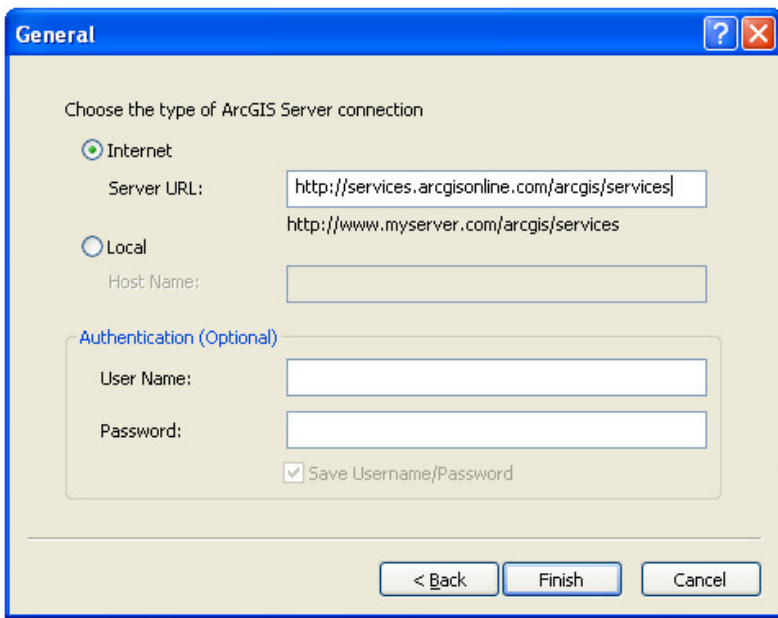 General
Choose the type of ArcGIS Server connection
Internet
Server URL: http://services.arcgisonline.com/arcgis/services
http://www.myserver.com/arcgis/services
Local
Host Name:
Authentication (Optional)
User Name:
Password:
Save Username/Password
< Back Finish Cancel